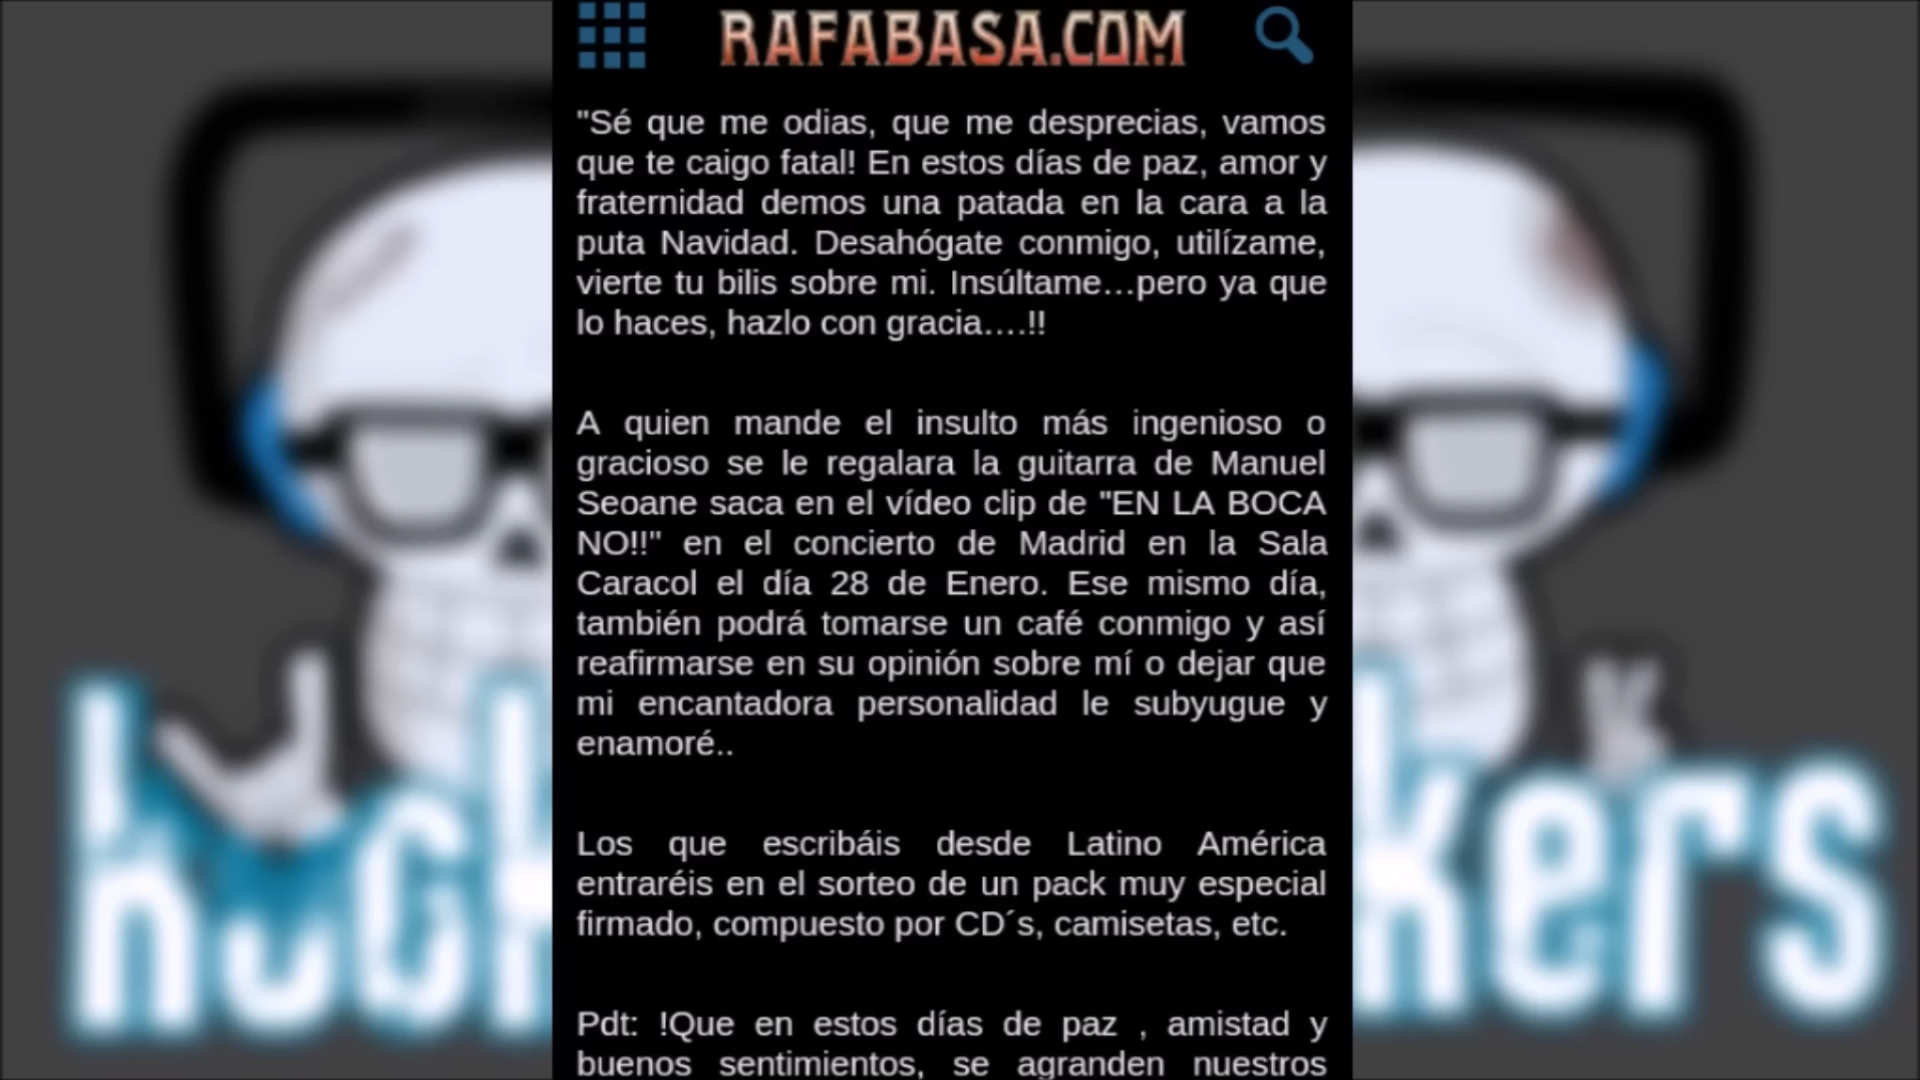 RAFABASA.COM
"Sé que me odias, que me desprecias, vamos
que te caigo fatal! En estos días de paz, amor y
fraternidad demos una patada en la cara a la
puta Navidad. Desahógate conmigo, utilízame,
vierte tu bilis sobre mi. Insúltame…pero ya que
lo haces, hazlo con gracia….!!
A quien mande el insulto más ingenioso o
gracioso se le regalara la guitarra de Manuel
Seoane saca en el vídeo clip de "EN LA BOCA
NO!!" en el concierto de Madrid en la Sala
Caracol el día 28 de Enero. Ese mismo día,
también podrá tomarse un café conmigo y así
reafirmarse en su opinión sobre mí o dejar que
mi encantadora personalidad le subyugue y
enamoré..
Los que escribáis desde Latino América
entraréis en el sorteo de un pack muy especial
firmado, compuesto por CD´s, camisetas, etc.
Pdt: !Que en estos días de paz , amistad y
buenos sentimientos, se agranden nuestros